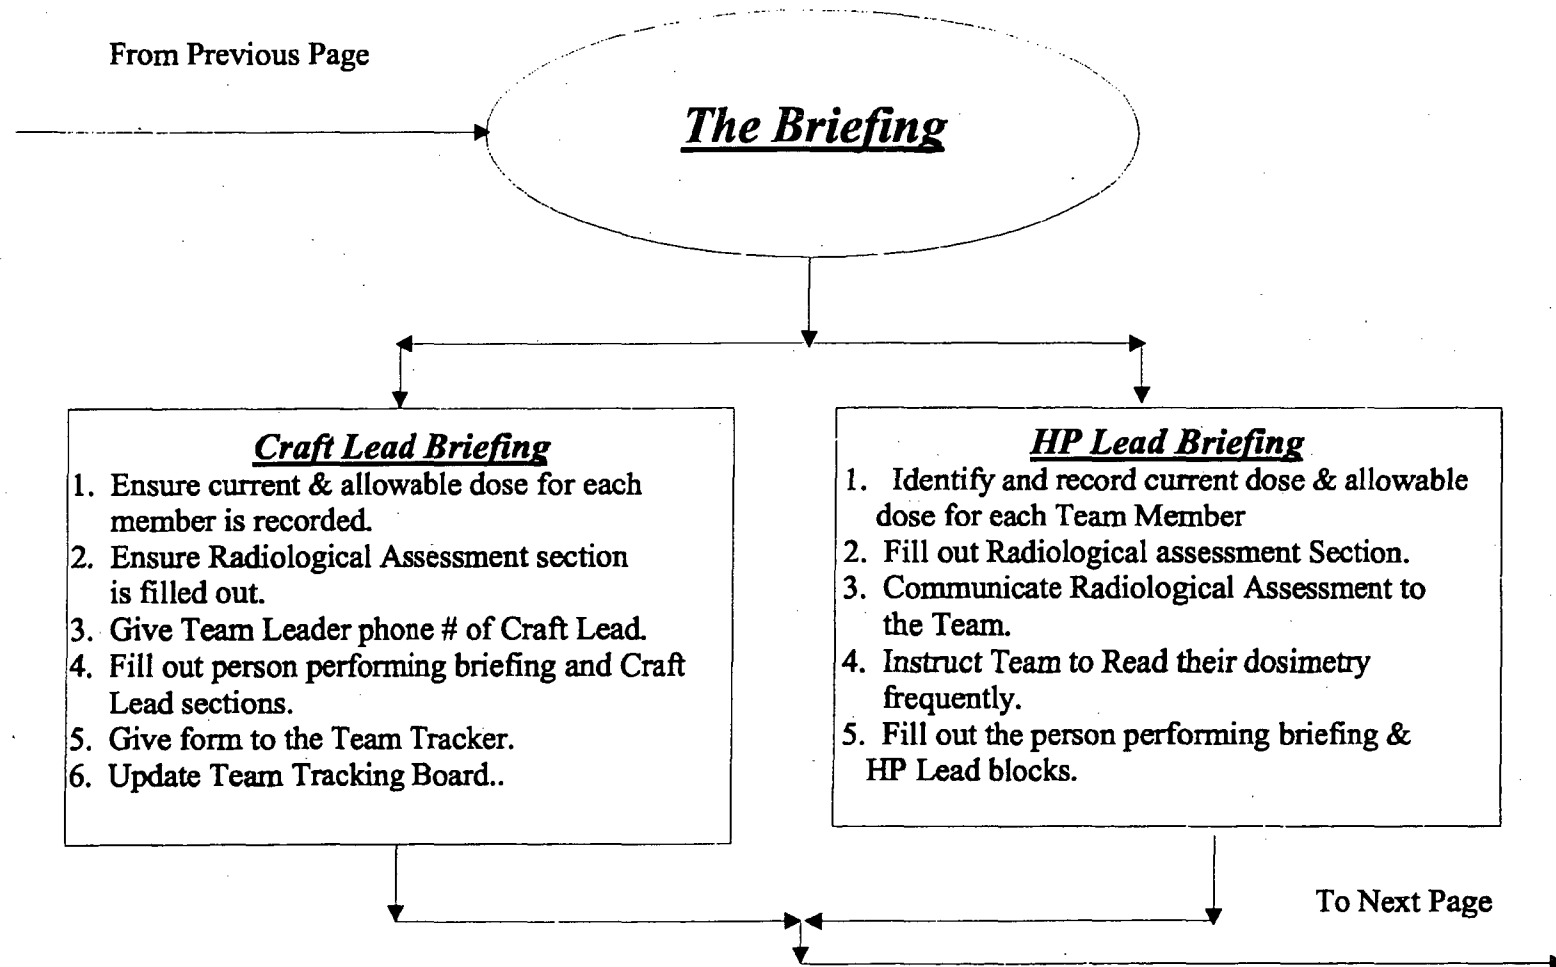 From Previous Page
The Briefing
Craft Lead Briefing
1. Ensure current & allowable dose for each
member is recorded.
2. Ensure Radiological Assessment section
is filled out.
3. Give Team Leader phone # of Craft Lead.
4. Fill out person performing briefing and Craft
Lead sections.
5. Give form to the Team Tracker.
6. Update Team Tracking Board..
HP Lead Briefing
1. Identify and record current dose & allowable
dose for each Team Member
2. Fill out Radiological assessment Section.
3. Communicate Radiological Assessment to
the Team.
4. Instruct Team to Read their dosimetry
frequently.
5. Fill out the person performing briefing &
HP Lead blocks.
To Next Page